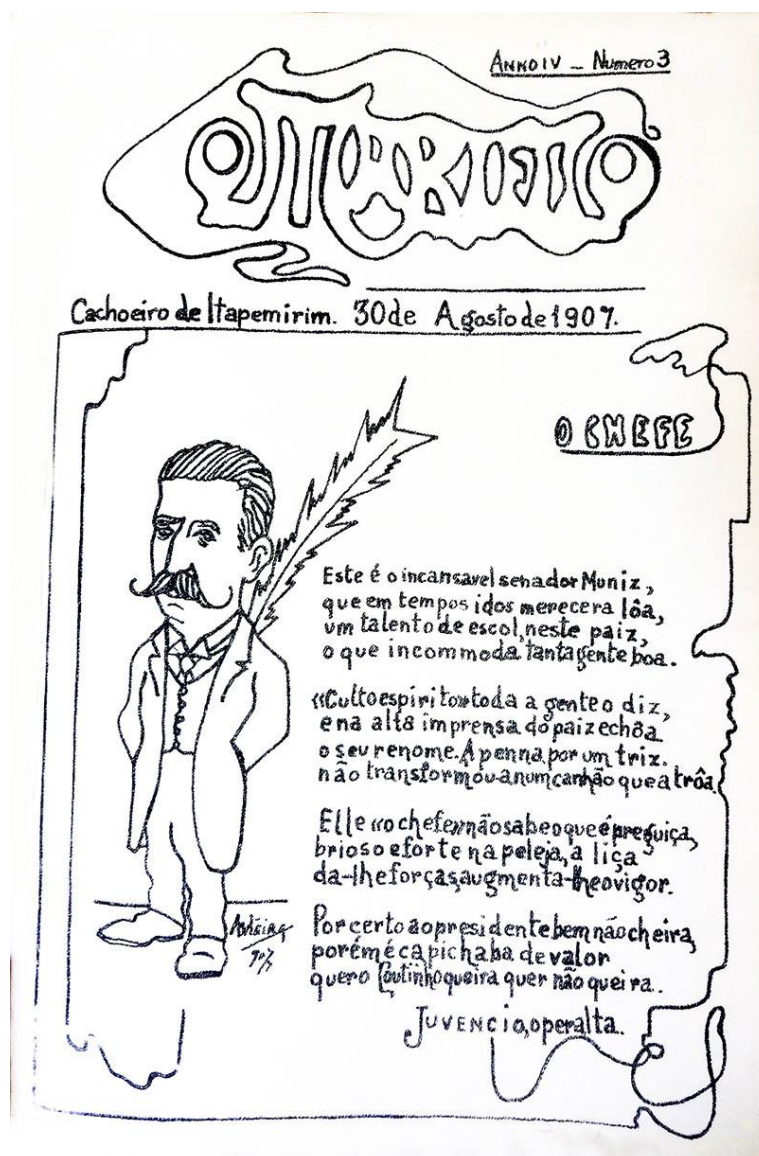 ANNO IV - Numero 3
Cachoeiro de Itapemirim. 30 de Agosto de 1907.
O CHEFE
Este é o incansavel senador Muniz,
que em tempos idos merecera lôa,
um talento de escol, neste paiz,
o que incommoda tanta gente boa.
«Culto espirito» toda a gente o diz,
e na alta imprensa do paiz echôa
o seu renome. A penna por um triz.
não transformou-a num canhão que atrôa.
Elle «o chefe» não sabe o que é preguiça,
brioso e forte na peleja, a liça
da-lhe forças, augmenta-lhe o vigor.
Por certo ao presidente bem não cheira,
porém é capichaba de valor
quer o Coutinho queira quer não queira.
JUVENCIO, o peralta.
907